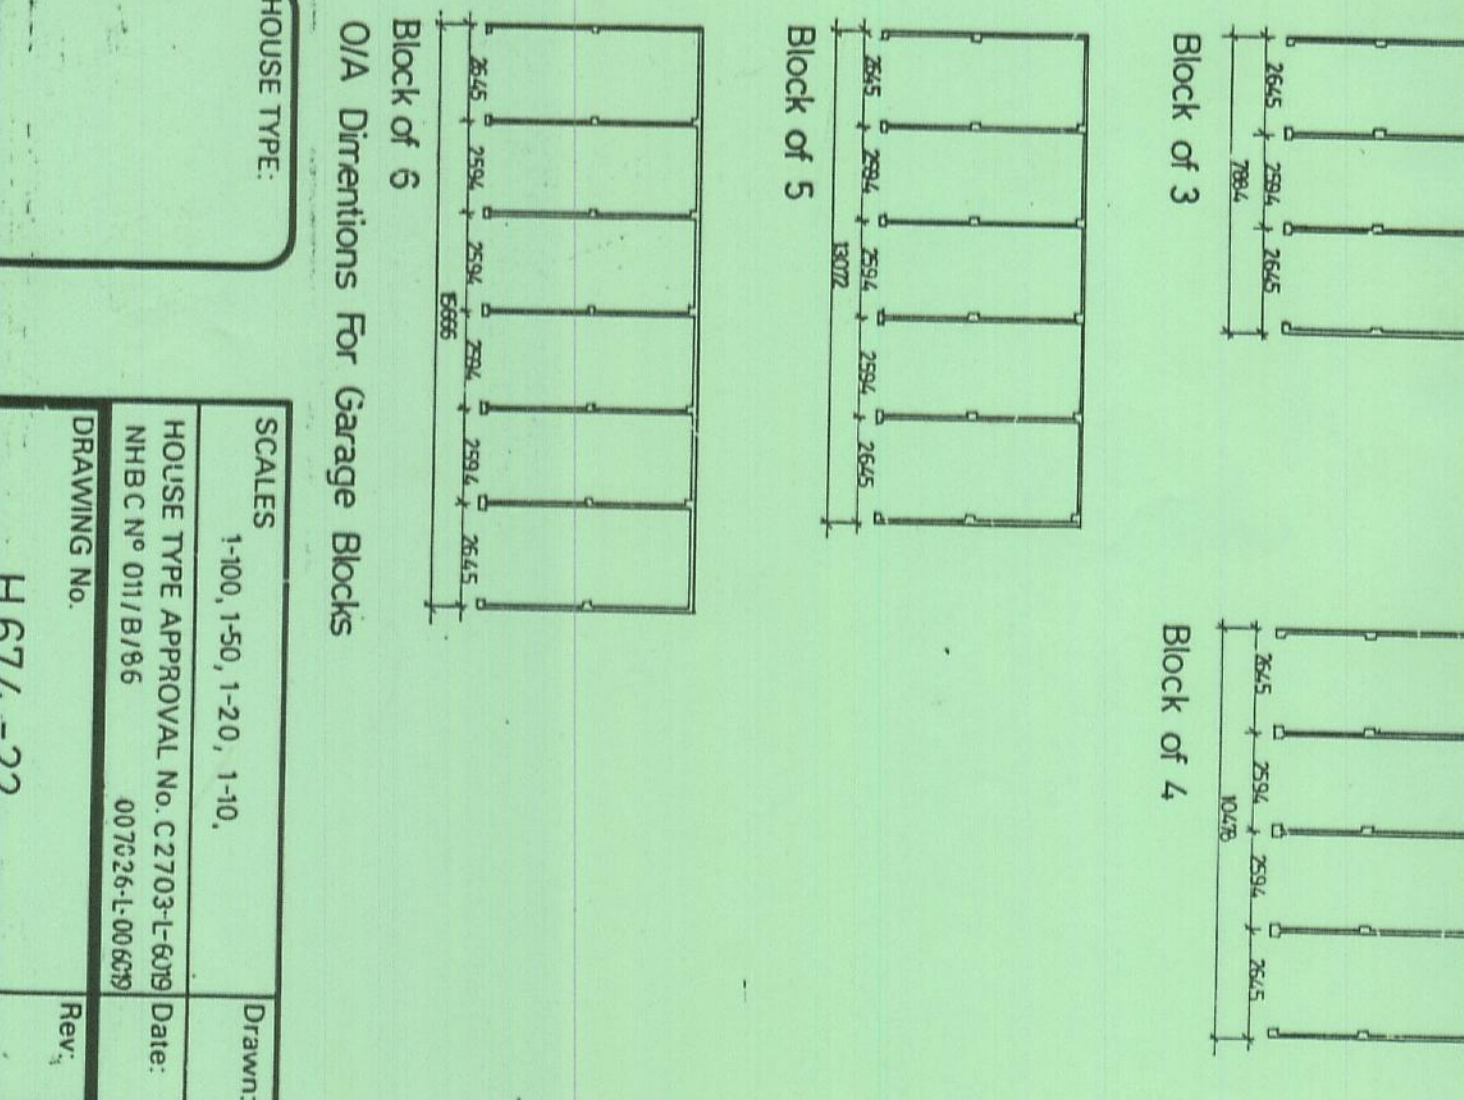 2645 2594 2645
7884
Block of 3
2645 2594 2594 2645
10478
Block of 4
2645 2594 2594 2594 2645
13072
Block of 5
2645 2594 2594 2594 2594 2645
15666
Block of 6
O/A Dimentions For Garage Blocks
HOUSE TYPE:
SCALES
1-100, 1-50, 1-20, 1-10,
Drawn:
HOUSE TYPE APPROVAL No. C2703-L-6019 Date:
NHBC Nº 011/B/86 007026-L-006019
DRAWING No.
Rev: